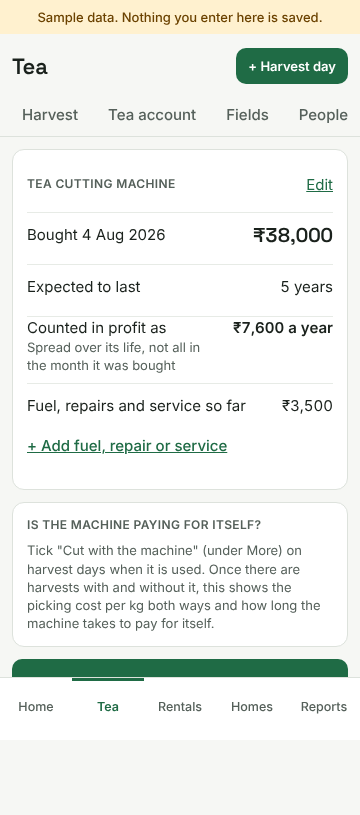 Sample data. Nothing you enter here is saved.
Tea
+ Harvest day
Harvest
Tea account
Fields
People
TEA CUTTING MACHINE
Edit
Bought 4 Aug 2026
₹38,000
Expected to last
5 years
Counted in profit as
₹7,600 a year
Spread over its life, not all in
the month it was bought
Fuel, repairs and service so far
₹3,500
+ Add fuel, repair or service
IS THE MACHINE PAYING FOR ITSELF?
Tick "Cut with the machine" (under More) on
harvest days when it is used. Once there are
harvests with and without it, this shows the
picking cost per kg both ways and how long the
machine takes to pay for itself.
Home
Tea
Rentals
Homes
Reports